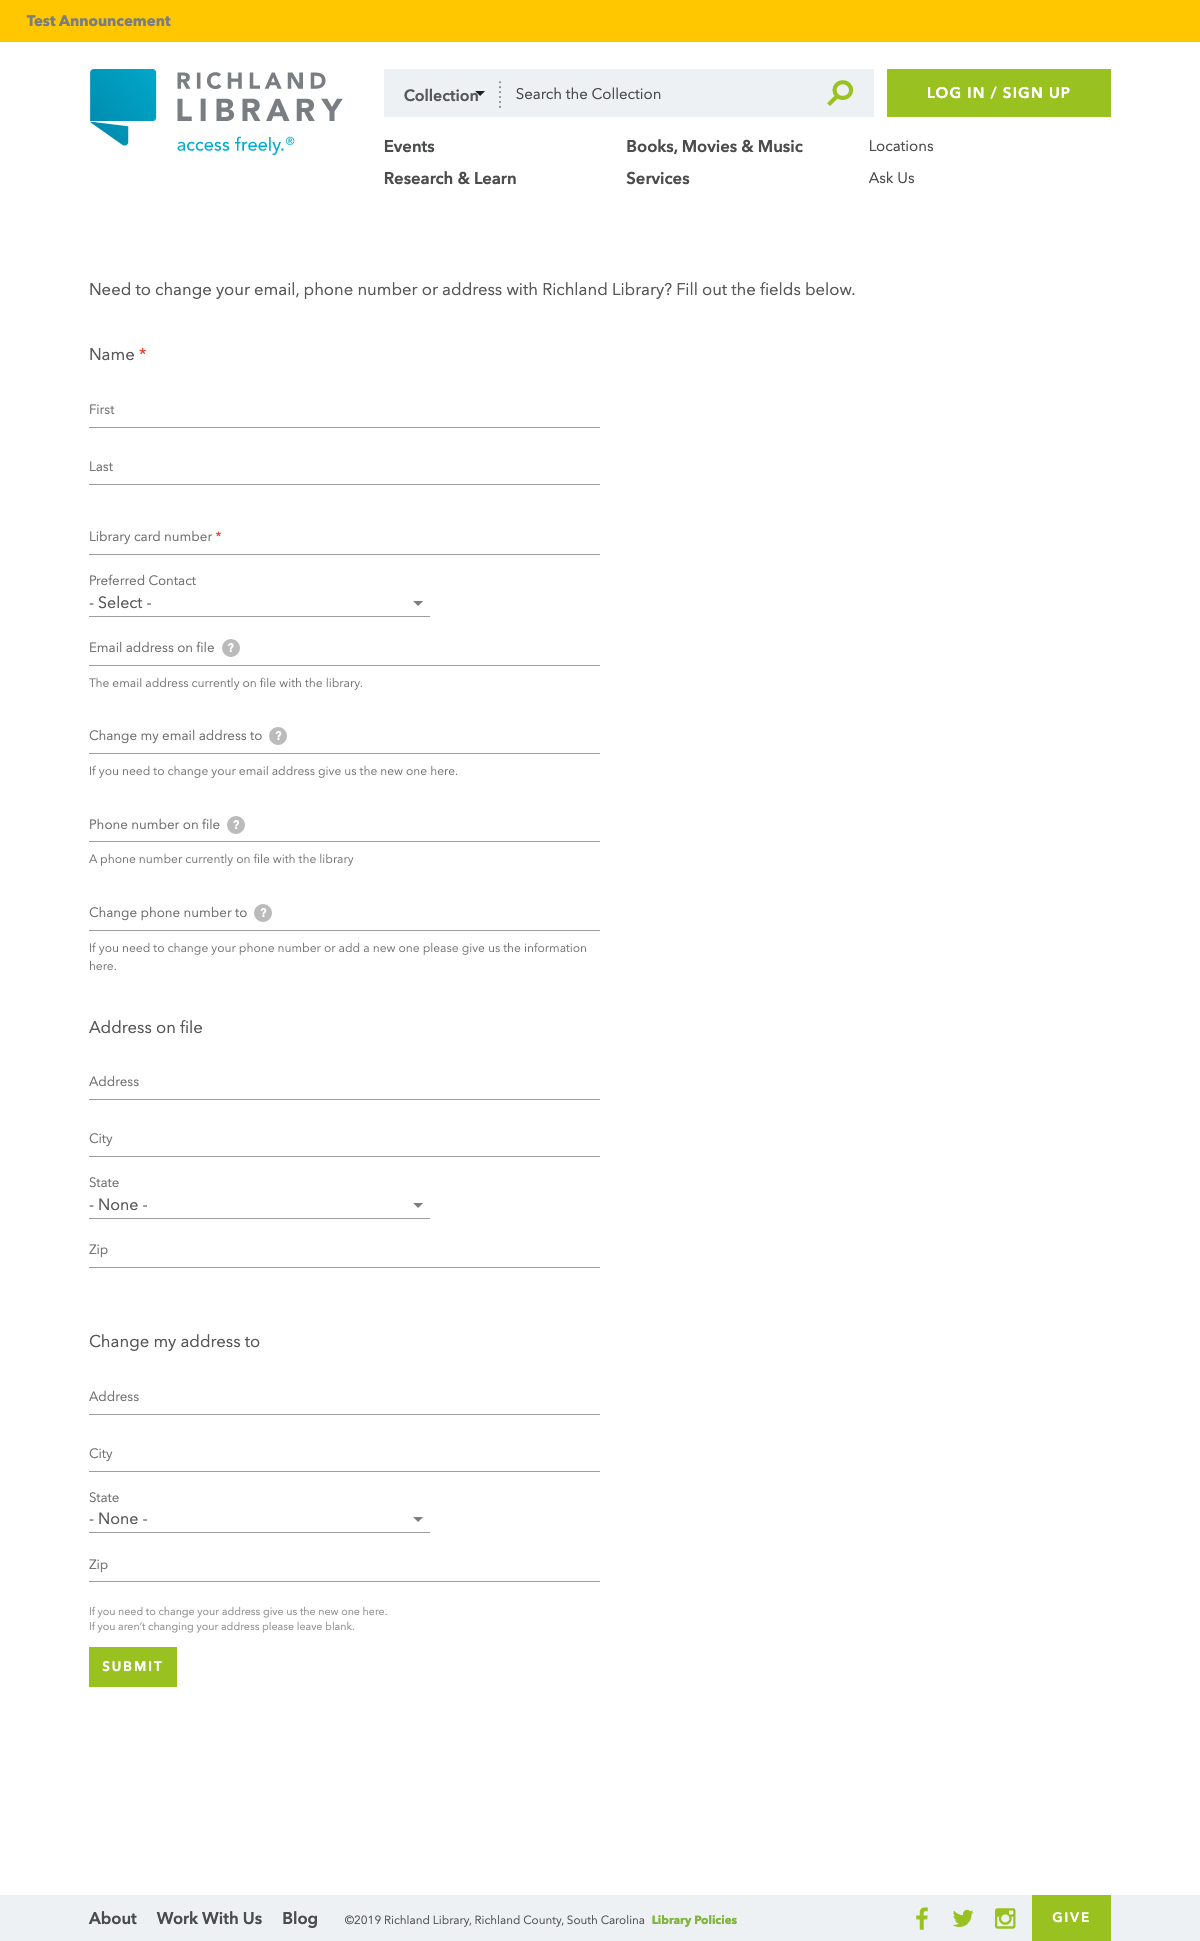 Test Announcement
RICHLAND
LIBRARY
access freely.®
Collection
Search the Collection
LOG IN / SIGN UP
Events
Books, Movies & Music
Locations
Research & Learn
Services
Ask Us
Need to change your email, phone number or address with Richland Library? Fill out the fields below.
Name *
First
Last
Library card number *
Preferred Contact
- Select -
Email address on file ?
The email address currently on file with the library.
Change my email address to ?
If you need to change your email address give us the new one here.
Phone number on file ?
A phone number currently on file with the library
Change phone number to ?
If you need to change your phone number or add a new one please give us the information
here.
Address on file
Address
City
State
- None -
Zip
Change my address to
Address
City
State
- None -
Zip
If you need to change your address give us the new one here.
If you aren't changing your address please leave blank.
SUBMIT
About Work With Us Blog ©2019 Richland Library, Richland County, South Carolina Library Policies
GIVE